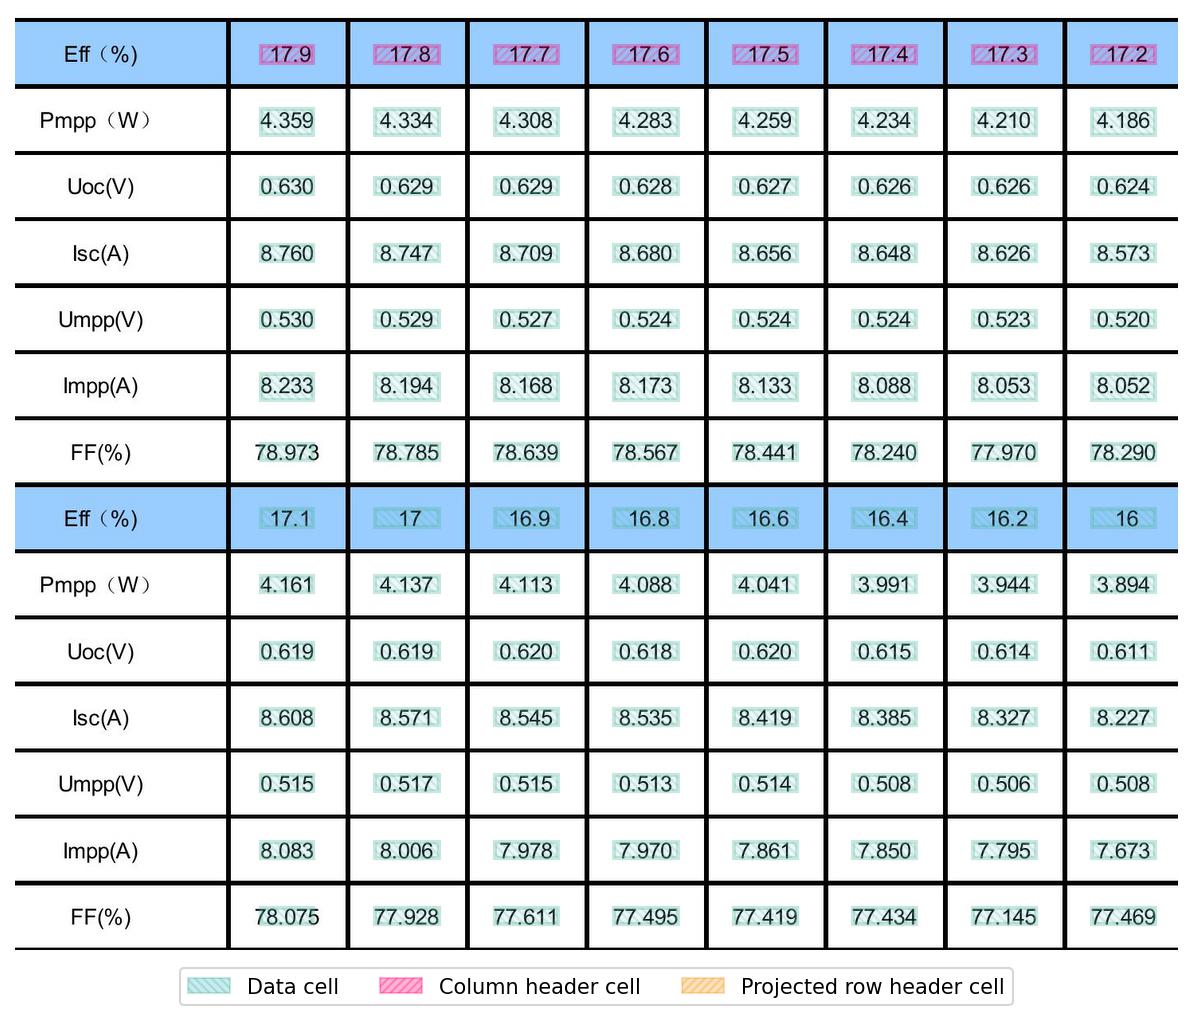 Eff（%） 17.9 17.8 17.7 17.6 17.5 17.4 17.3 17.2
Pmpp（W） 4.359 4.334 4.308 4.283 4.259 4.234 4.210 4.186
Uoc(V) 0.630 0.629 0.629 0.628 0.627 0.626 0.626 0.624
Isc(A) 8.760 8.747 8.709 8.680 8.656 8.648 8.626 8.573
Umpp(V) 0.530 0.529 0.527 0.524 0.524 0.524 0.523 0.520
Impp(A) 8.233 8.194 8.168 8.173 8.133 8.088 8.053 8.052
FF(%) 78.973 78.785 78.639 78.567 78.441 78.240 77.970 78.290
Eff（%） 17.1 17 16.9 16.8 16.6 16.4 16.2 16
Pmpp（W） 4.161 4.137 4.113 4.088 4.041 3.991 3.944 3.894
Uoc(V) 0.619 0.619 0.620 0.618 0.620 0.615 0.614 0.611
Isc(A) 8.608 8.571 8.545 8.535 8.419 8.385 8.327 8.227
Umpp(V) 0.515 0.517 0.515 0.513 0.514 0.508 0.506 0.508
Impp(A) 8.083 8.006 7.978 7.970 7.861 7.850 7.795 7.673
FF(%) 78.075 77.928 77.611 77.495 77.419 77.434 77.145 77.469
Data cell Column header cell Projected row header cell